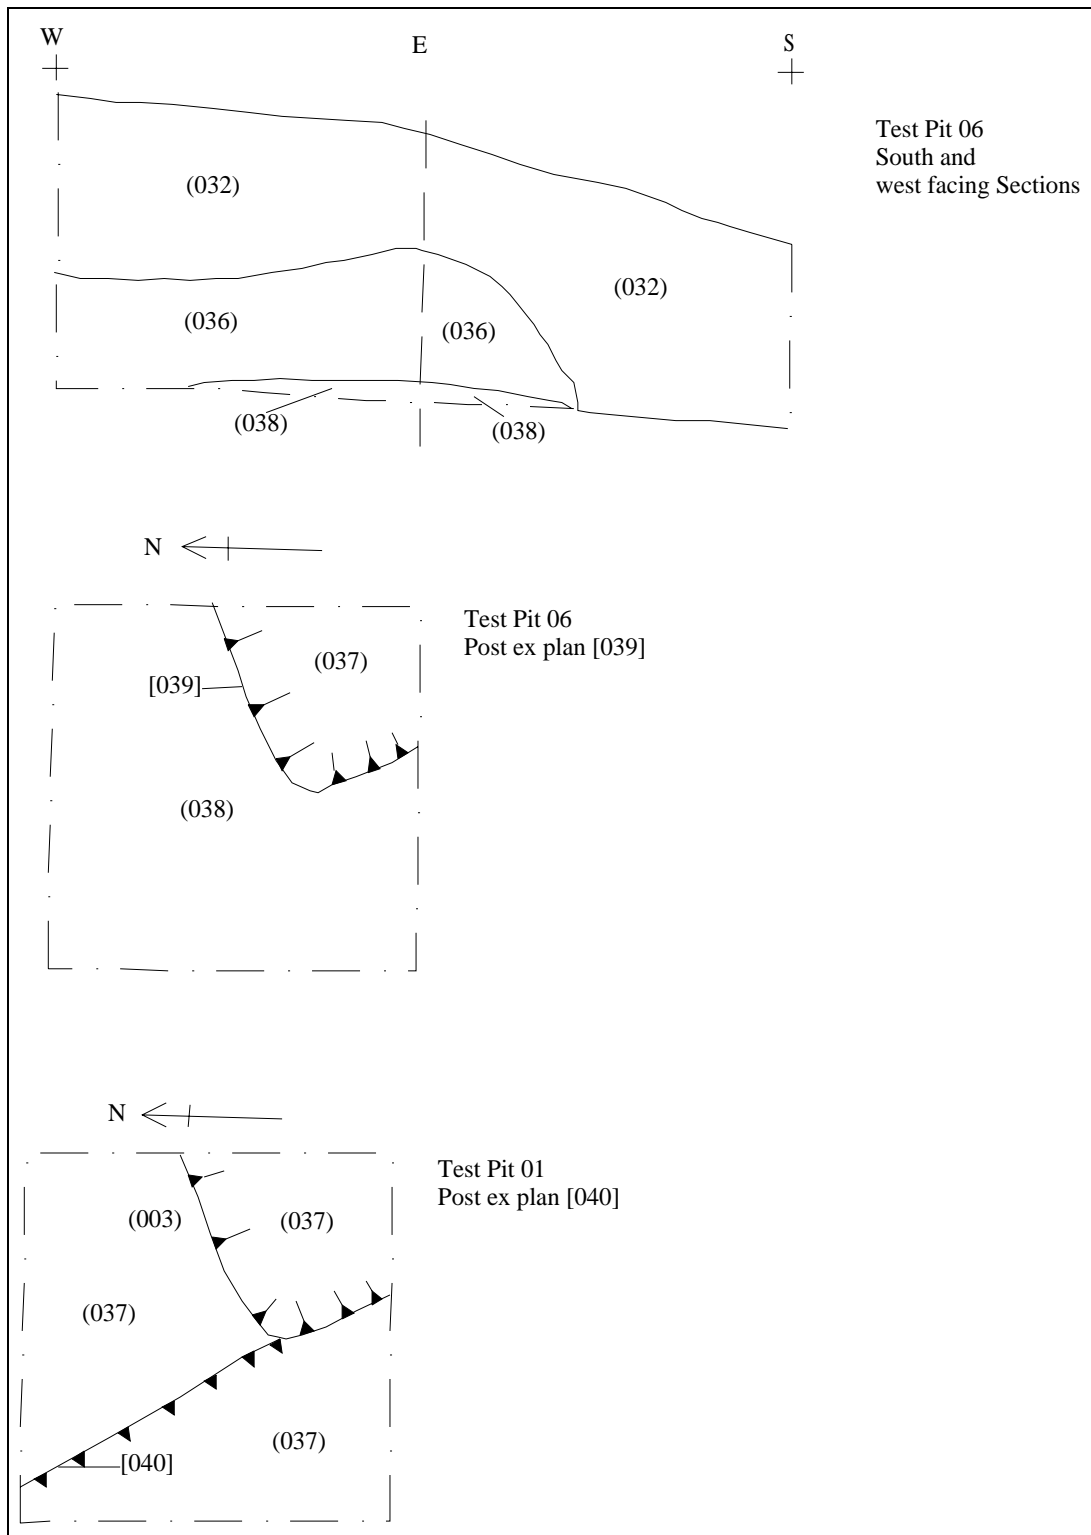 W
E
S
Test Pit 06
South and
west facing Sections
(032)
(032)
(036)
(036)
(038)
(038)
N
Test Pit 06
Post ex plan [039]
(037)
[039]
(038)
N
Test Pit 01
Post ex plan [040]
(003)
(037)
(037)
(037)
[040]